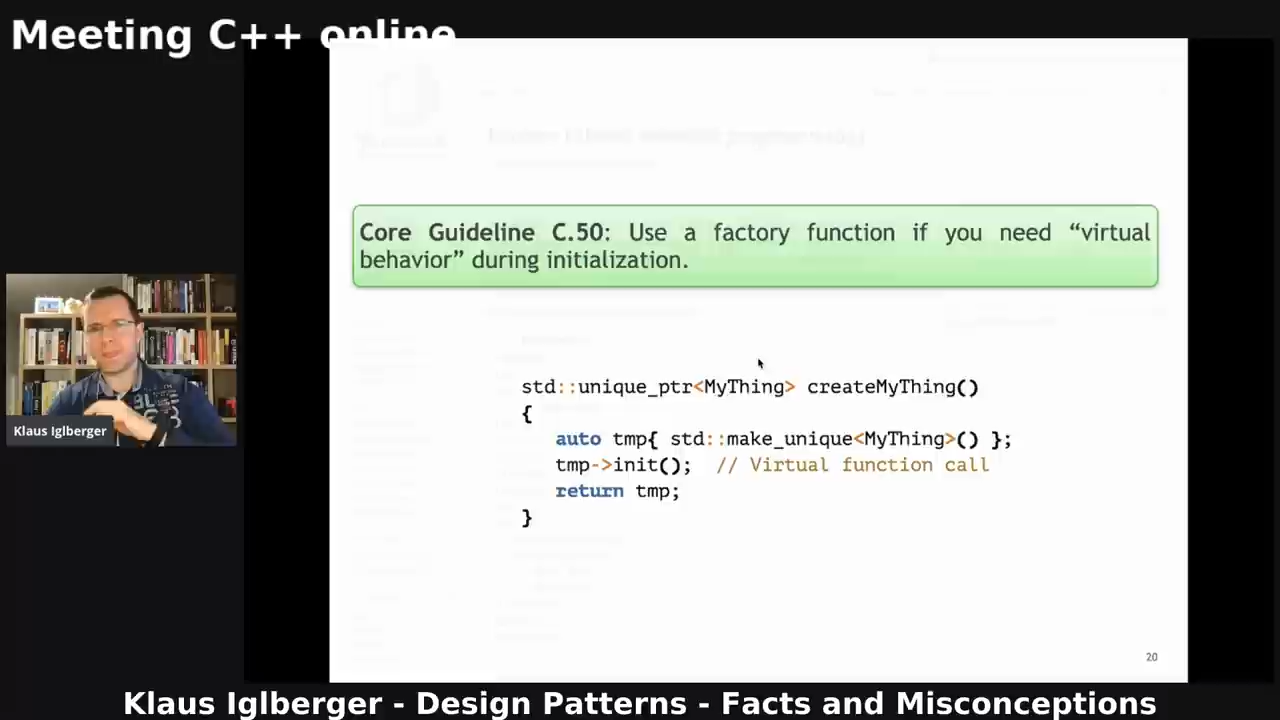 Meeting C++ online
Core Guideline C.50: Use a factory function if you need “virtual
behavior” during initialization.
std::unique_ptr<MyThing> createMyThing()
{
auto tmp{ std::make_unique<MyThing>() };
tmp->init(); // Virtual function call
return tmp;
}
Klaus Iglberger
20
Klaus Iglberger - Design Patterns - Facts and Misconceptions